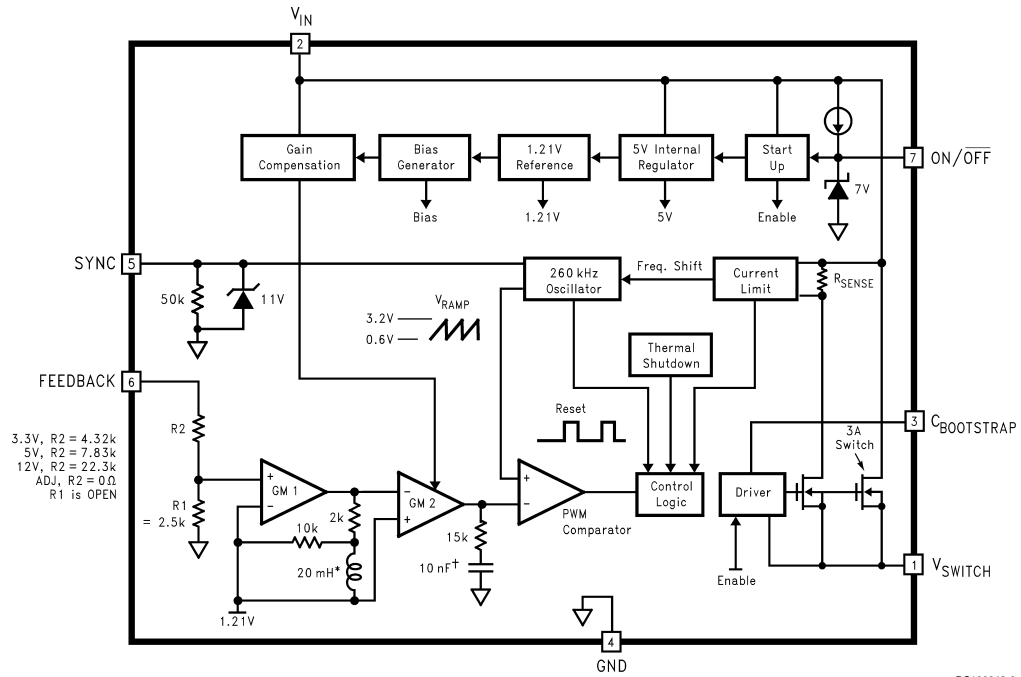 V_IN
2
Gain Compensation
Bias Generator
1.21V Reference
5V Internal Regulator
Start Up
7
ON/O̅F̅F̅
Bias
1.21V
5V
Enable
7V
SYNC
5
50k
11V
260 kHz Oscillator
Freq. Shift
Current Limit
R_SENSE
V_RAMP
3.2V
0.6V
Thermal Shutdown
FEEDBACK
6
R2
3.3V, R2 = 4.32k
5V, R2 = 7.83k
12V, R2 = 22.3k
ADJ, R2 = 0Ω
R1 is OPEN
R1
= 2.5k
Reset
3A Switch
3
C_BOOTSTRAP
+
GM 1
−
−
GM 2
+
+
−
PWM Comparator
Control Logic
Driver
2k
10k
20 mH*
15k
10 nF†
1.21V
Enable
1
V_SWITCH
4
GND